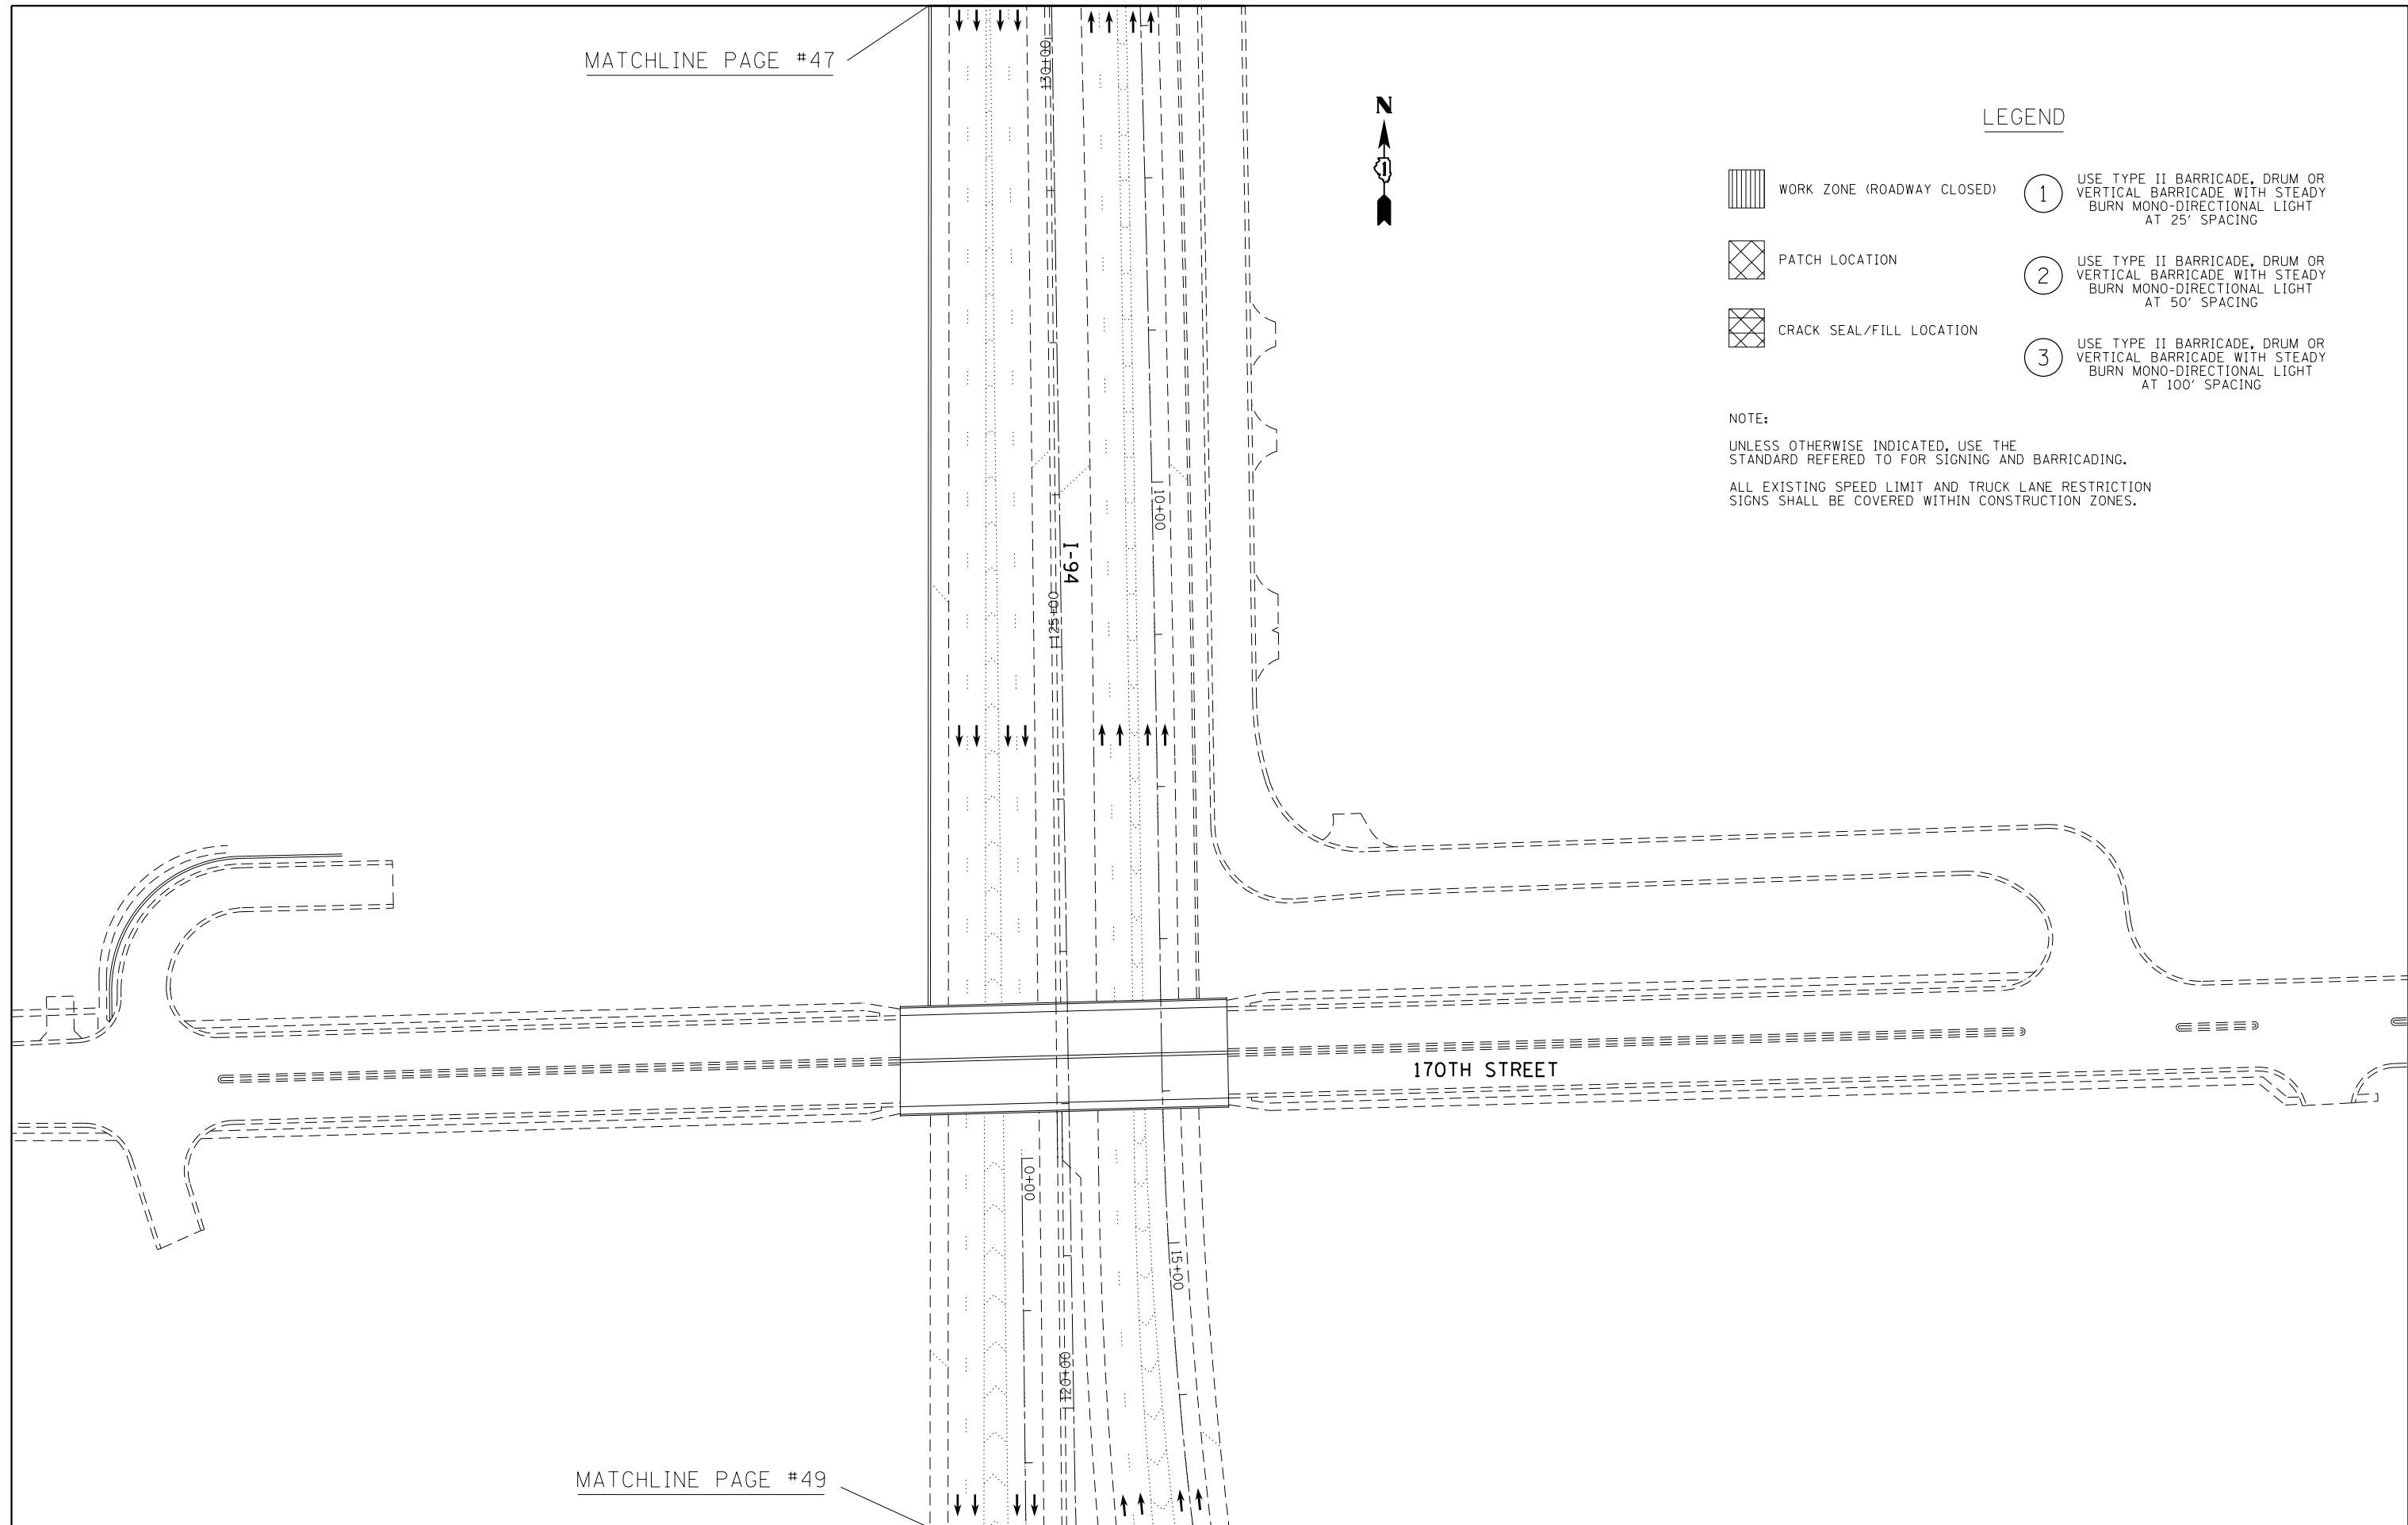 MATCHLINE PAGE #47
130+00
N
1
LEGEND
WORK ZONE (ROADWAY CLOSED)
PATCH LOCATION
CRACK SEAL/FILL LOCATION
1
USE TYPE II BARRICADE, DRUM OR
VERTICAL BARRICADE WITH STEADY
BURN MONO-DIRECTIONAL LIGHT
AT 25' SPACING
2
USE TYPE II BARRICADE, DRUM OR
VERTICAL BARRICADE WITH STEADY
BURN MONO-DIRECTIONAL LIGHT
AT 50' SPACING
3
USE TYPE II BARRICADE, DRUM OR
VERTICAL BARRICADE WITH STEADY
BURN MONO-DIRECTIONAL LIGHT
AT 100' SPACING
NOTE:
UNLESS OTHERWISE INDICATED, USE THE
STANDARD REFERED TO FOR SIGNING AND BARRICADING.
ALL EXISTING SPEED LIMIT AND TRUCK LANE RESTRICTION
SIGNS SHALL BE COVERED WITHIN CONSTRUCTION ZONES.
10+00
I-94
125+00
170TH STREET
0+00
15+00
120+00
MATCHLINE PAGE #49